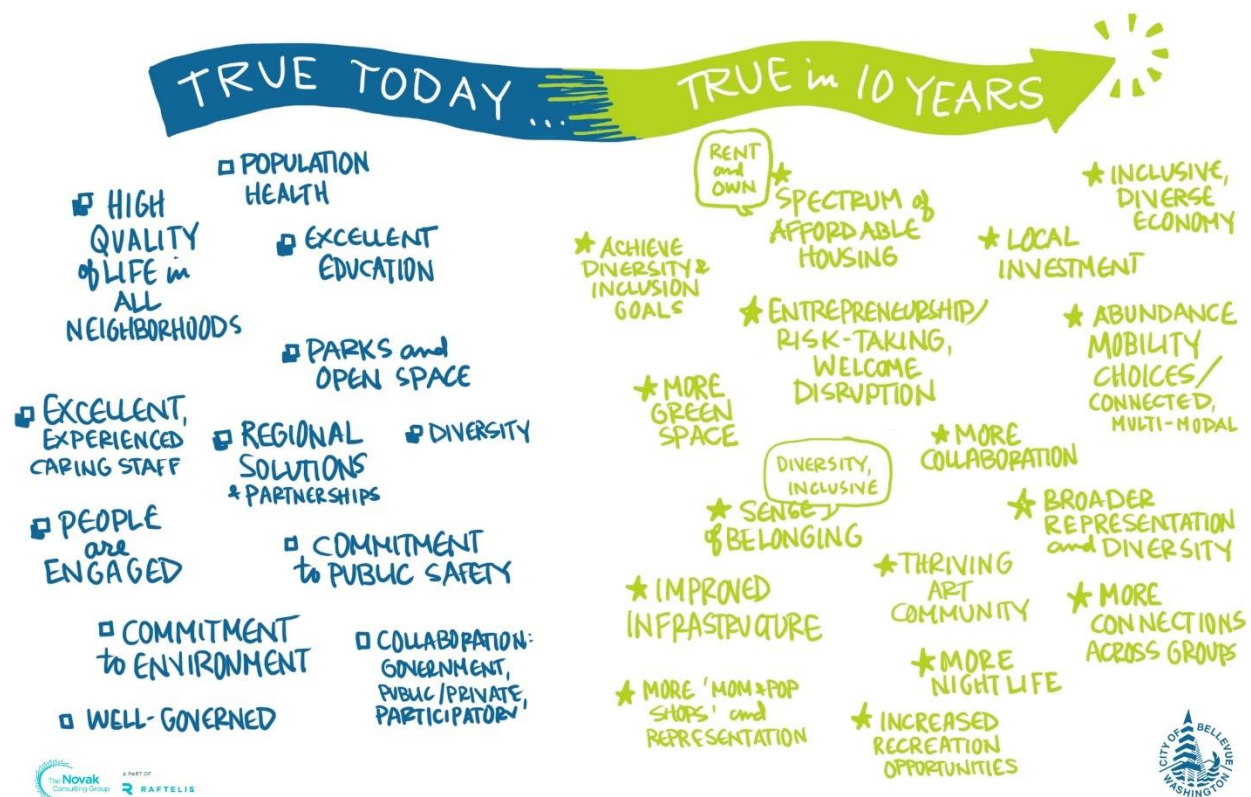 TRUE TODAY...
TRUE in 10 YEARS
POPULATION
HEALTH
HIGH
QUALITY
of LIFE in
ALL
NEIGHBORHOODS
EXCELLENT
EDUCATION
PARKS and
OPEN SPACE
EXCELLENT,
EXPERIENCED
CARING STAFF
REGIONAL
SOLUTIONS
& PARTNERSHIPS
DIVERSITY
PEOPLE
are
ENGAGED
COMMITMENT
to PUBLIC SAFETY
COMMITMENT
to ENVIRONMENT
COLLABORATION:
GOVERNMENT,
PUBLIC/PRIVATE,
PARTICIPATORY
WELL-GOVERNED
RENT
and
OWN
SPECTRUM of
AFFORDABLE
HOUSING
INCLUSIVE,
DIVERSE
ECONOMY
ACHIEVE
DIVERSITY &
INCLUSION
GOALS
LOCAL
INVESTMENT
ENTREPRENEURSHIP/
RISK-TAKING,
WELCOME
DISRUPTION
ABUNDANCE
MOBILITY
CHOICES/
CONNECTED,
MULTI-MODAL
MORE
GREEN
SPACE
MORE
COLLABORATION
DIVERSITY,
INCLUSIVE
SENSE
of BELONGING
BROADER
REPRESENTATION
and DIVERSITY
THRIVING
ART
COMMUNITY
IMPROVED
INFRASTRUCTURE
MORE
CONNECTIONS
ACROSS GROUPS
MORE
NIGHTLIFE
MORE 'MOM & POP
SHOPS' and
REPRESENTATION
INCREASED
RECREATION
OPPORTUNITIES
The Novak
Consulting Group
A PART OF
RAFTELIS
CITY OF BELLEVUE
WASHINGTON